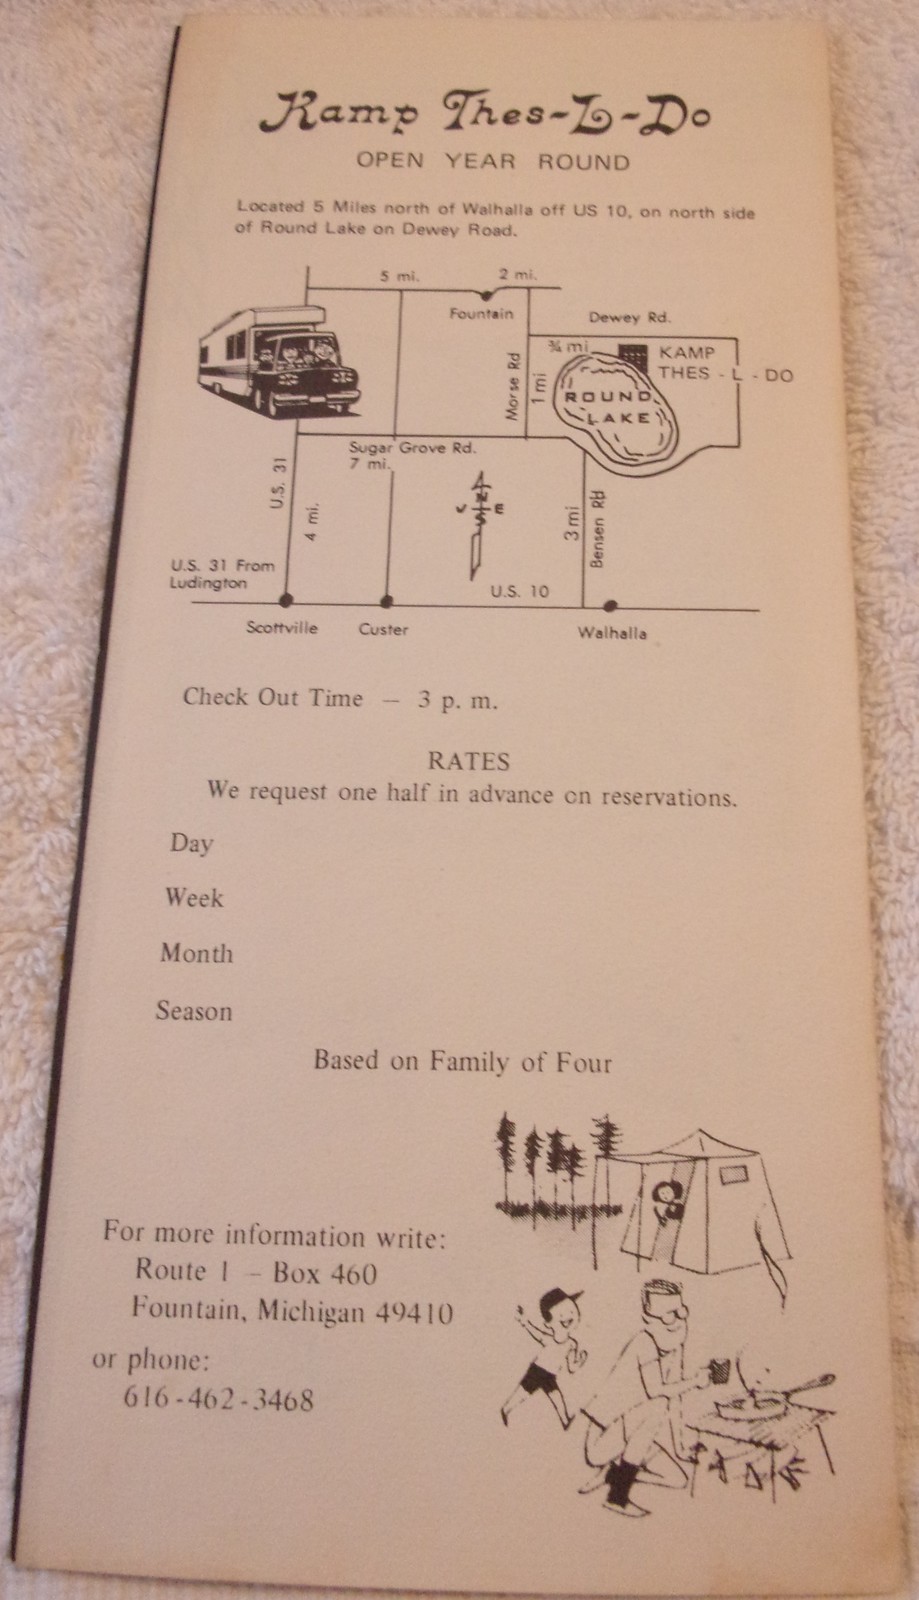 Kamp Thes-L-Do
OPEN YEAR ROUND
Located 5 Miles north of Walhalla off US 10, on north side
of Round Lake on Dewey Road.
5 mi.
2 mi.
Fountain
Dewey Rd.
¾ mi
KAMP
THES - L - DO
Morse Rd
1 mi
ROUND
LAKE
Sugar Grove Rd.
7 mi.
U.S. 31
4 mi.
N
E
S
3 mi
Bensen Rd
U.S. 31 From
Ludington
U.S. 10
Scottville
Custer
Walhalla
Check Out Time – 3 p. m.
RATES
We request one half in advance on reservations.
Day
Week
Month
Season
Based on Family of Four
For more information write:
Route 1 – Box 460
Fountain, Michigan 49410
or phone:
616-462-3468